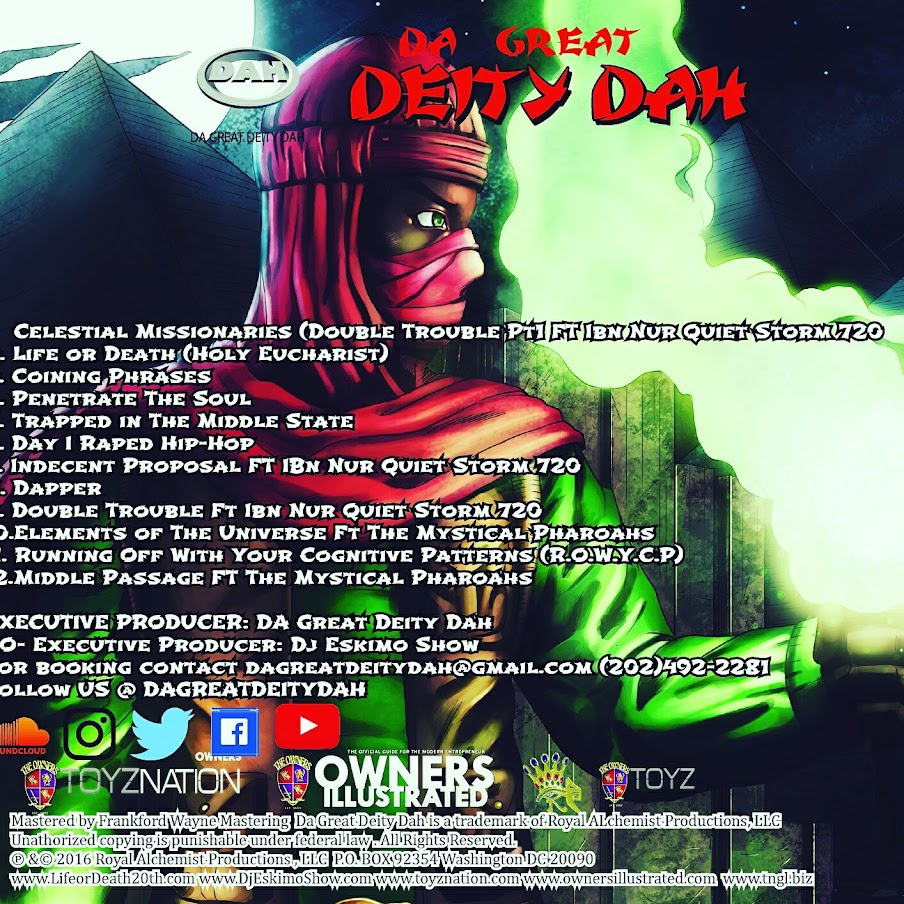 DA GREAT
DAH
DEITY DAH
DA GREAT DEITY DAH
Celestial Missionaries (Double Trouble Pt1 FT Ibn Nur Quiet Storm 720
. Life or Death (Holy Eucharist)
. Coining Phrases
. Penetrate The Soul
. Trapped in The Middle State
. Day 1 Raped Hip-Hop
. Indecent Proposal FT IBn Nur Quiet Storm 720
. Dapper
. Double Trouble Ft Ibn Nur Quiet Storm 720
0.Elements of The Universe Ft The Mystical Pharoahs
. Running Off With Your Cognitive Patterns (R.O.W.Y.C.P)
2.Middle Passage FT The Mystical Pharoahs
XECUTIVE PRODUCER: DA Great Deity Dah
O- Executive Producer: Dj Eskimo Show
or booking contact dagreatdeitydah@gmail.com (202)492-2281
ollow US @ DAGREATDEITYDAH
UNDCLOUD
OWNERS
THE OFFICIAL GUIDE FOR THE MODERN ENTREPRENEUR
TOYZNATION
OWNERS
ILLUSTRATED
TOYZ
Mastered by Frankford Wayne Mastering Da Great Deity Dah is a trademark of Royal Alchemist Productions, LLC
Unathorized copying is punishable under federal law . All Rights Reserved.
℗ &© 2016 Royal Alchemist Productions , LLC P.O. BOX 92354 Washington DC 20090
www.LifeorDeath20th.com www.DjEskimoShow.com www.toyznation.com www.ownersillustrated.com www.tngl.biz